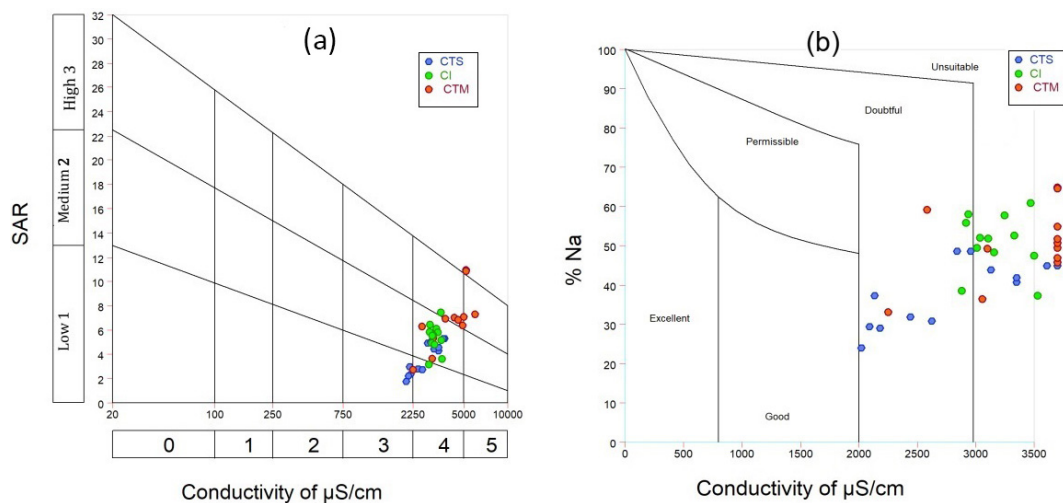 (a)
CTS
CI
CTM
32
30
28
26
24
22
20
18
16
14
12
10
8
6
4
2
0
High 3
Medium 2
Low 1
SAR
20
100
250
750
2250
5000
10000
0
1
2
3
4
5
Conductivity of µS/cm
(b)
CTS
CI
CTM
100
90
80
70
60
50
40
30
20
10
0
% Na
Unsuitable
Doubtful
Permissible
Excellent
Good
0
500
1000
1500
2000
2500
3000
3500
Conductivity of µS/cm